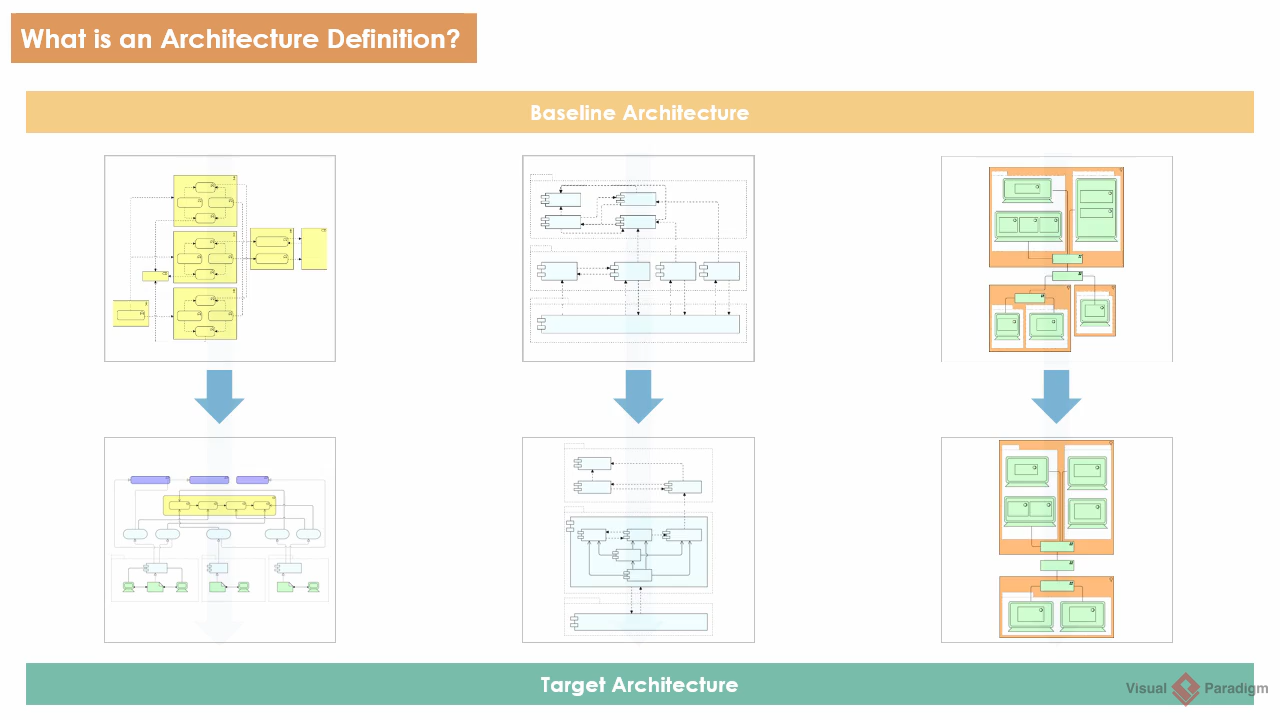 What is an Architecture Definition?
Baseline Architecture
Target Architecture
Visual Paradigm